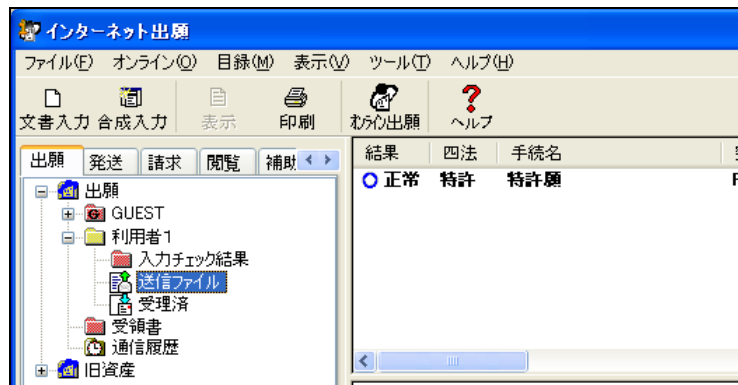 インターネット出願
ファイル(F) オンライン(O) 目録(M) 表示(V) ツール(T) ヘルプ(H)
文書入力 合成入力 表示 印刷 オンライン出願 ヘルプ
出願 発送 請求 閲覧 補助
結果 四法 手続名
正常 特許 特許願
出願
GUEST
利用者1
入力チェック結果
送信ファイル
受理済
受領書
通信履歴
旧資産